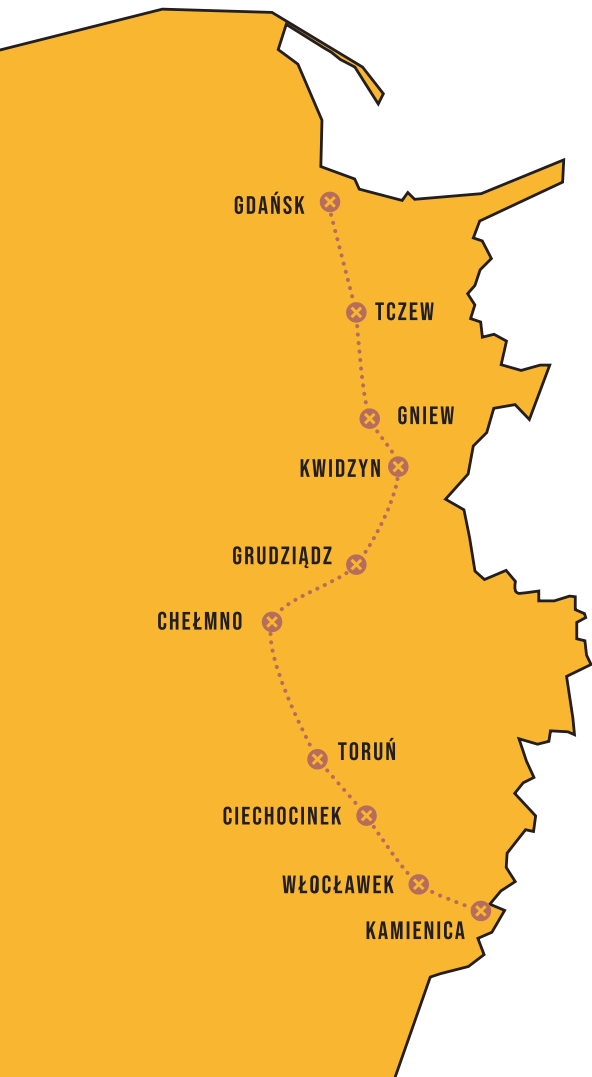 GDAŃSK
TCZEW
GNIEW
KWIDZYN
GRUDZIĄDZ
CHEŁMNO
TORUŃ
CIECHOCINEK
WŁOCŁAWEK
KAMIENICA